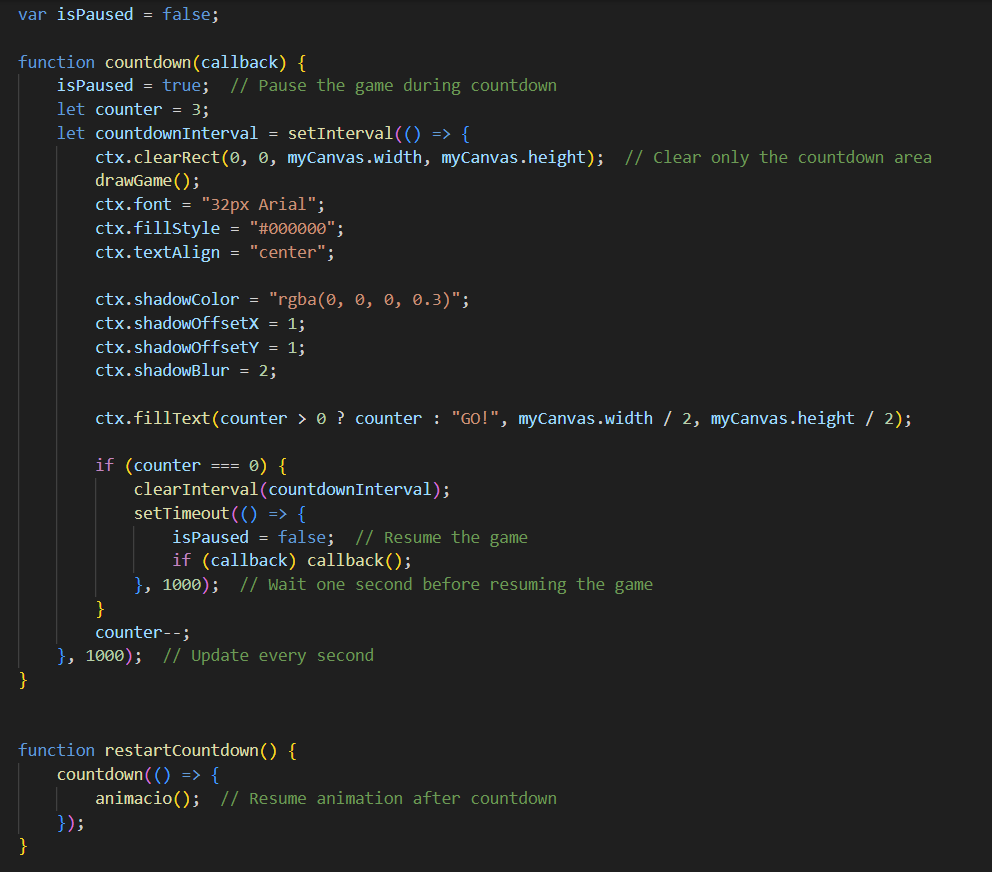 var isPaused = false;

function countdown(callback) {
    isPaused = true;  // Pause the game during countdown
    let counter = 3;
    let countdownInterval = setInterval(() => {
        ctx.clearRect(0, 0, myCanvas.width, myCanvas.height);  // Clear only the countdown area
        drawGame();
        ctx.font = "32px Arial";
        ctx.fillStyle = "#000000";
        ctx.textAlign = "center";

        ctx.shadowColor = "rgba(0, 0, 0, 0.3)";
        ctx.shadowOffsetX = 1;
        ctx.shadowOffsetY = 1;
        ctx.shadowBlur = 2;

        ctx.fillText(counter > 0 ? counter : "GO!", myCanvas.width / 2, myCanvas.height / 2);

        if (counter === 0) {
            clearInterval(countdownInterval);
            setTimeout(() => {
                isPaused = false;  // Resume the game
                if (callback) callback();
            }, 1000);  // Wait one second before resuming the game
        }
        counter--;
    }, 1000);  // Update every second
}


function restartCountdown() {
    countdown(() => {
        animacio();  // Resume animation after countdown
    });
}